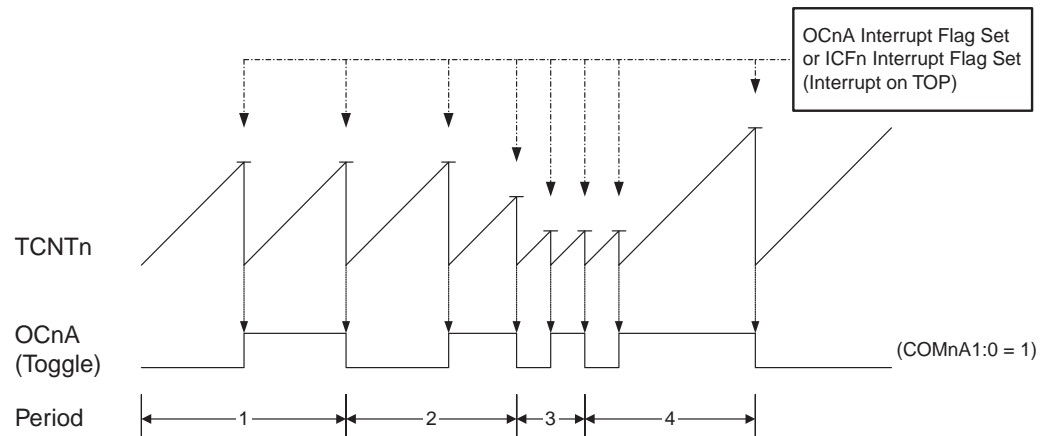 OCnA Interrupt Flag Set
or ICFn Interrupt Flag Set
(Interrupt on TOP)
TCNTn
OCnA
(Toggle)
(COMnA1:0 = 1)
Period
1
2
3
4